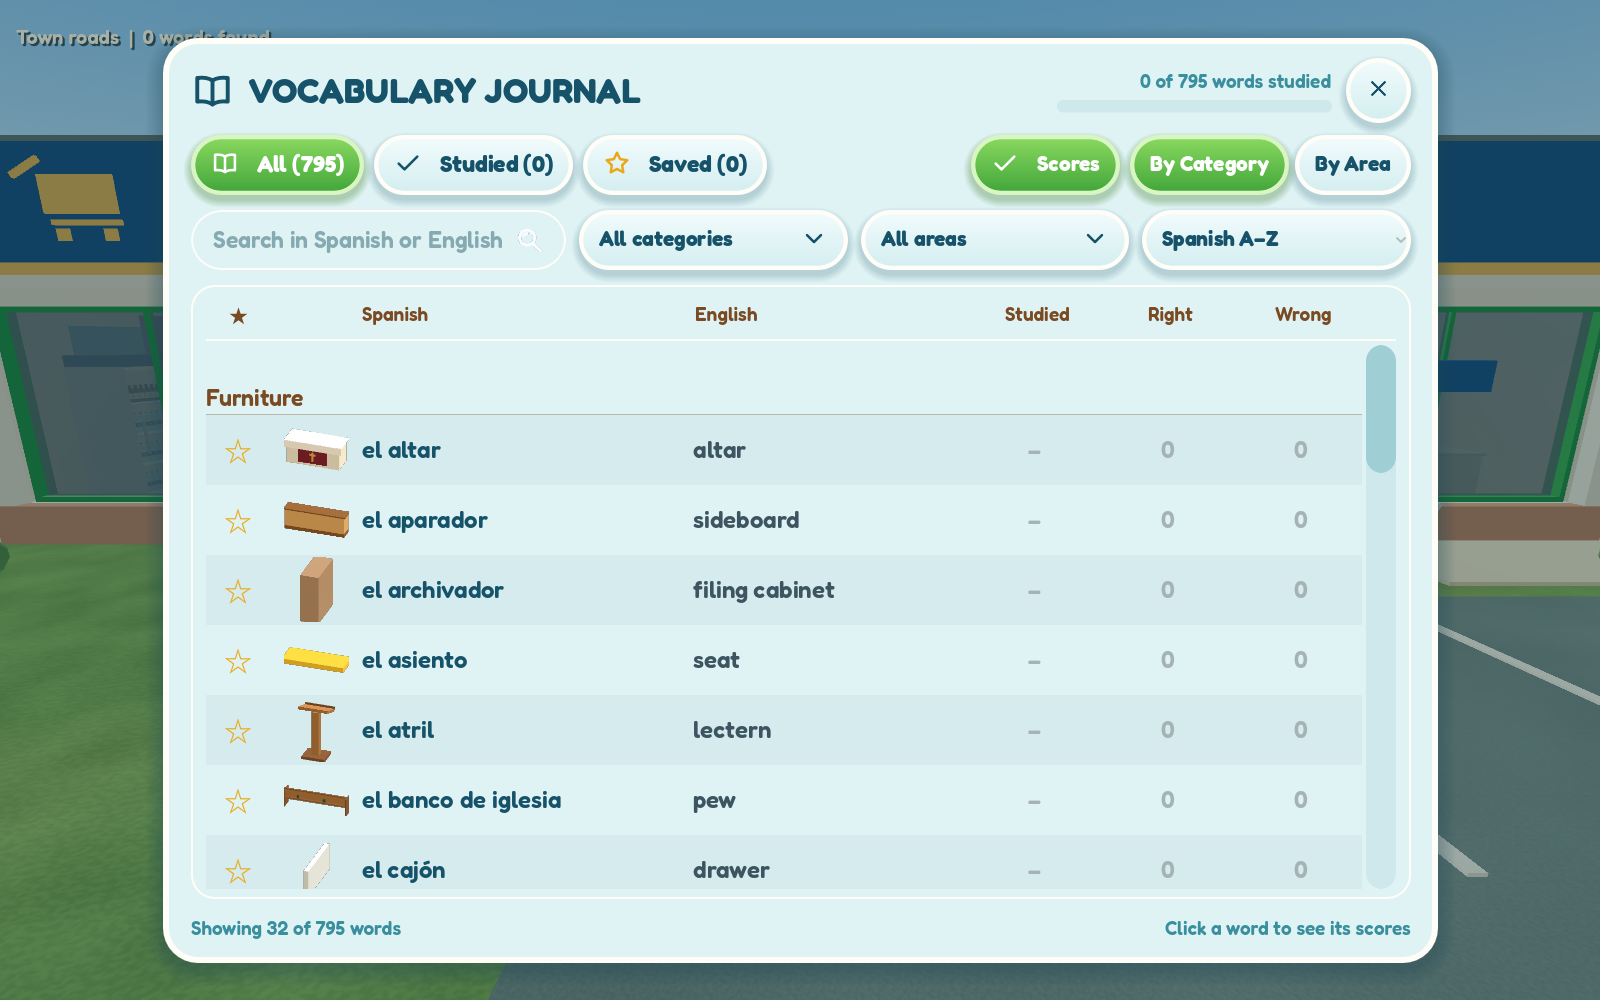 Town roads | 0 words found
VOCABULARY JOURNAL
0 of 795 words studied
All (795)
Studied (0)
Saved (0)
Scores
By Category
By Area
Search in Spanish or English
All categories
All areas
Spanish A–Z
★ Spanish English Studied Right Wrong
Furniture
el altar altar – 0 0
el aparador sideboard – 0 0
el archivador filing cabinet – 0 0
el asiento seat – 0 0
el atril lectern – 0 0
el banco de iglesia pew – 0 0
el cajón drawer – 0 0
Showing 32 of 795 words
Click a word to see its scores